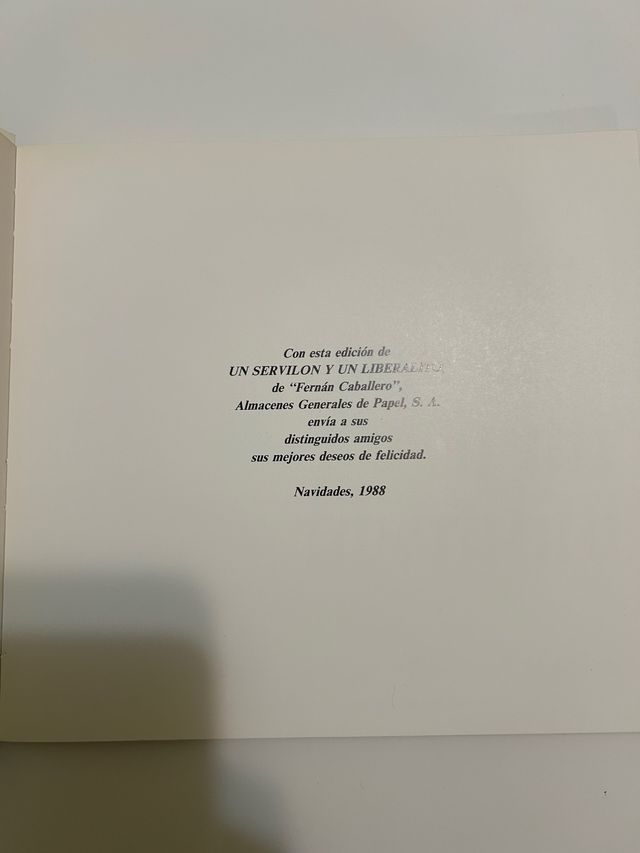 Con esta edición de
UN SERVILON Y UN LIBERALITO
de "Fernán Caballero",
Almacenes Generales de Papel, S. A.
envía a sus
distinguidos amigos
sus mejores deseos de felicidad.
Navidades, 1988